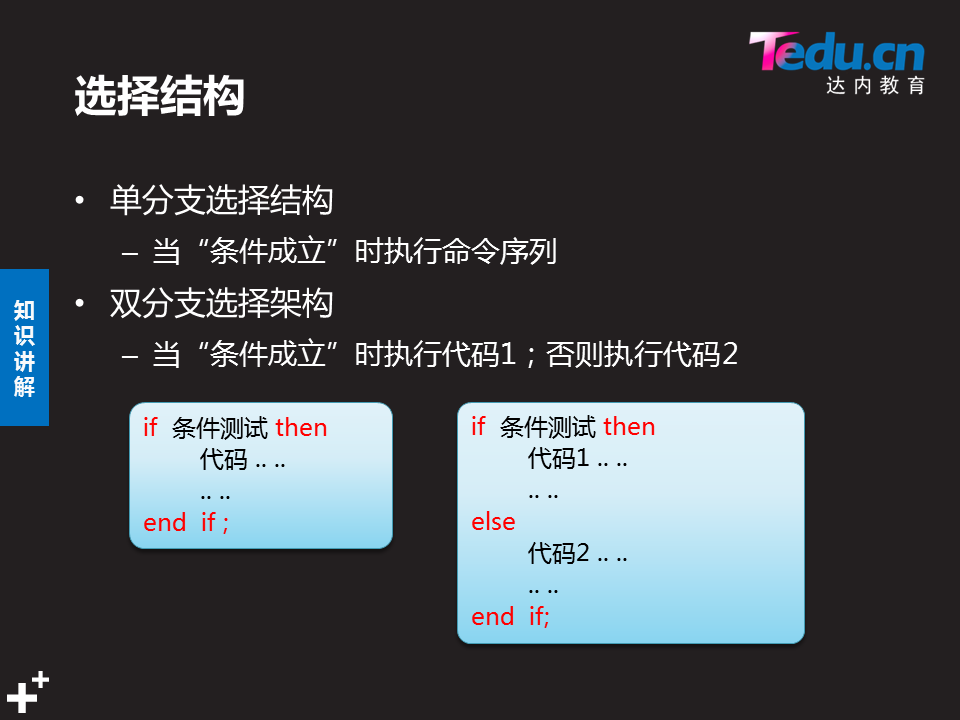 Tedu.cn
达内教育
选择结构
• 单分支选择结构
– 当“条件成立”时执行命令序列
• 双分支选择架构
– 当“条件成立”时执行代码1；否则执行代码2
知
识
讲
解
if 条件测试 then
代码 .. ..
.. ..
end if ;
if 条件测试 then
代码1 .. ..
.. ..
else
代码2 .. ..
.. ..
end if;